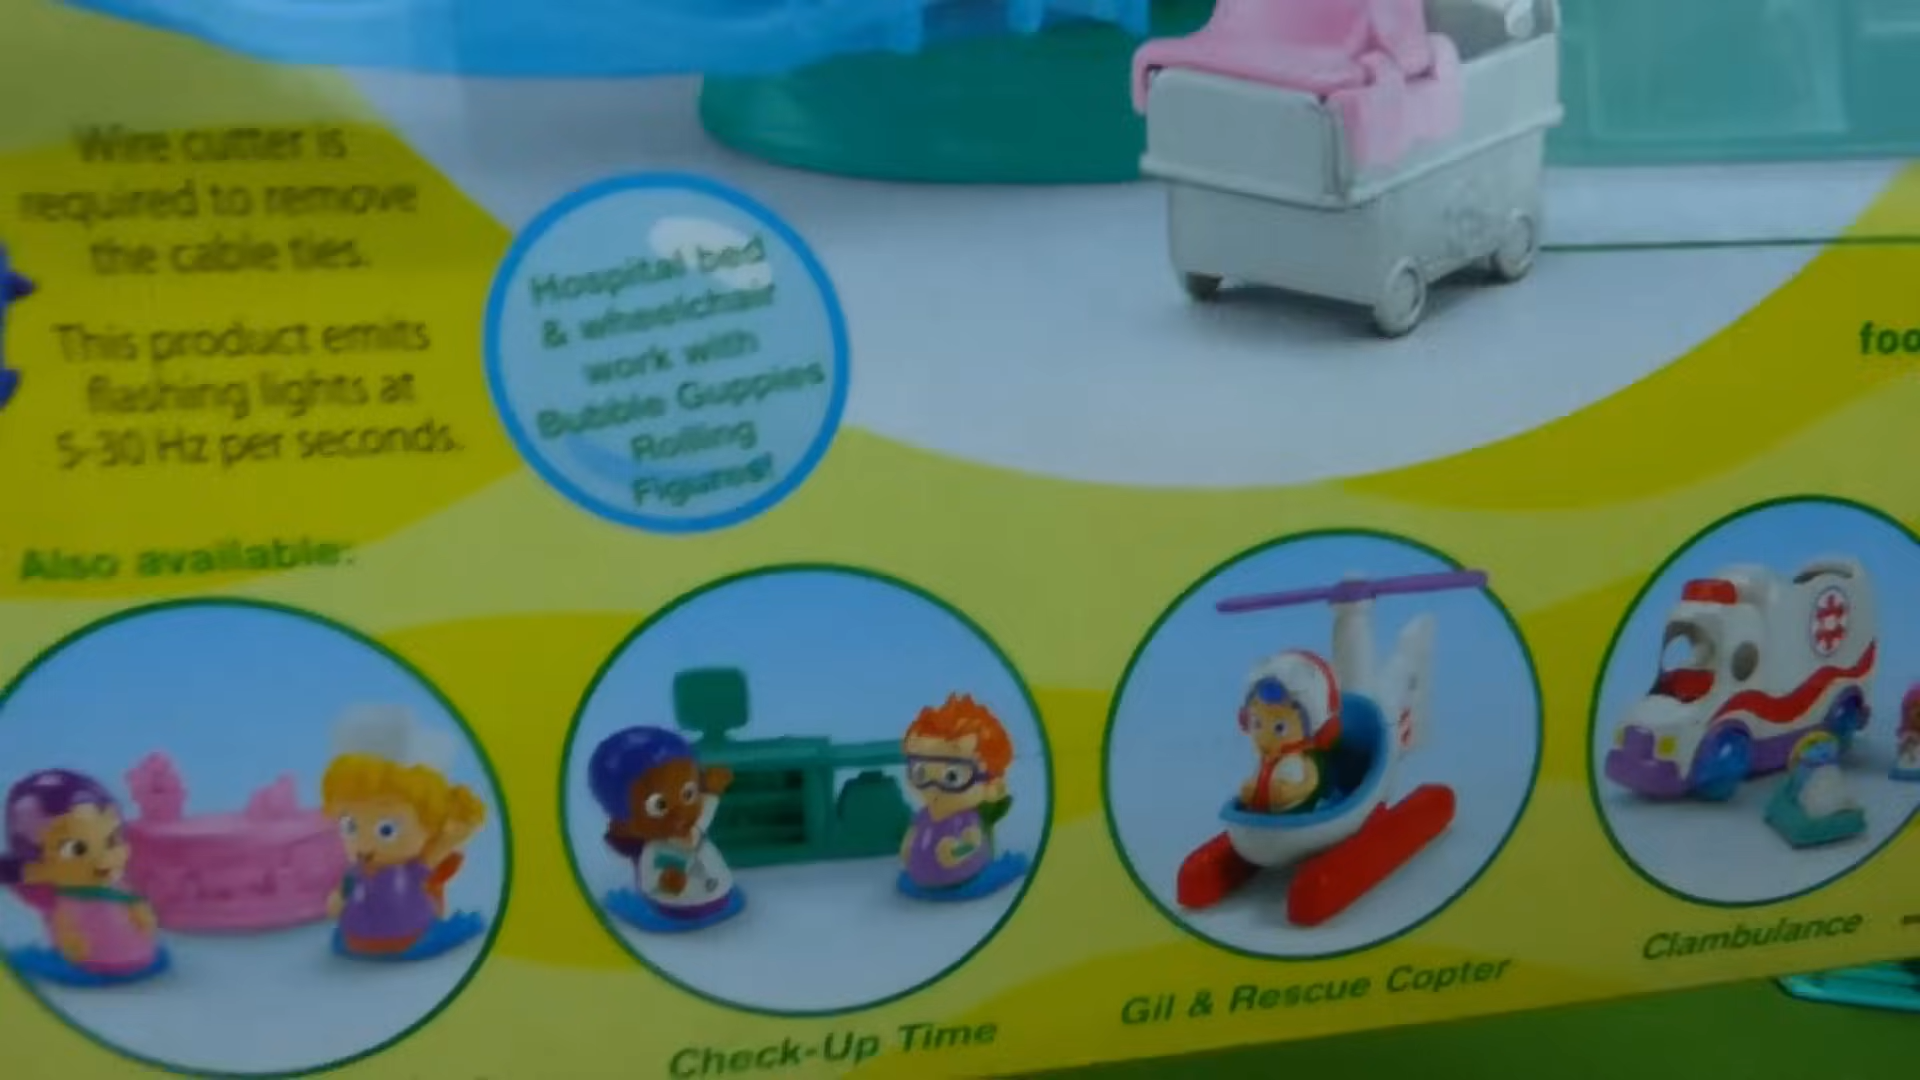 Wire cutter is
required to remove
the cable ties.
This product emits
flashing lights at
5-30 Hz per seconds.
Hospital bed
& wheelchair
work with
Bubble Guppies
Rolling
Figures!
foo
Also available:
Check-Up Time
Gil & Rescue Copter
Clambulance